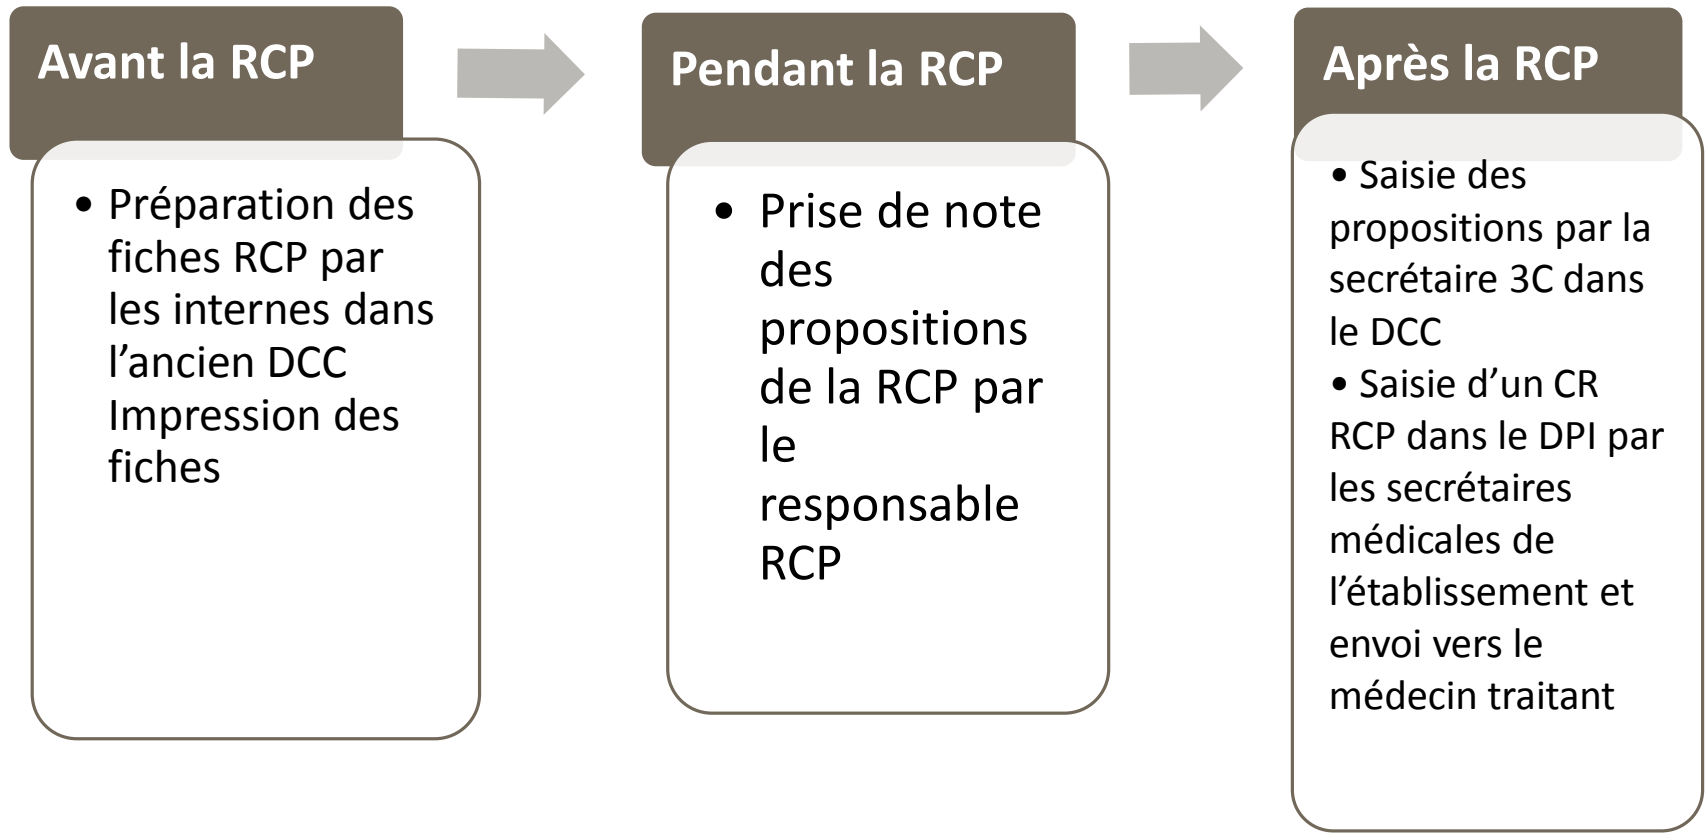 Avant la RCP
• Préparation des
fiches RCP par
les internes dans
l’ancien DCC
Impression des
fiches
Pendant la RCP
• Prise de note
des
propositions
de la RCP par
le
responsable
RCP
Après la RCP
• Saisie des
propositions par la
secrétaire 3C dans
le DCC
• Saisie d’un CR
RCP dans le DPI par
les secrétaires
médicales de
l’établissement et
envoi vers le
médecin traitant